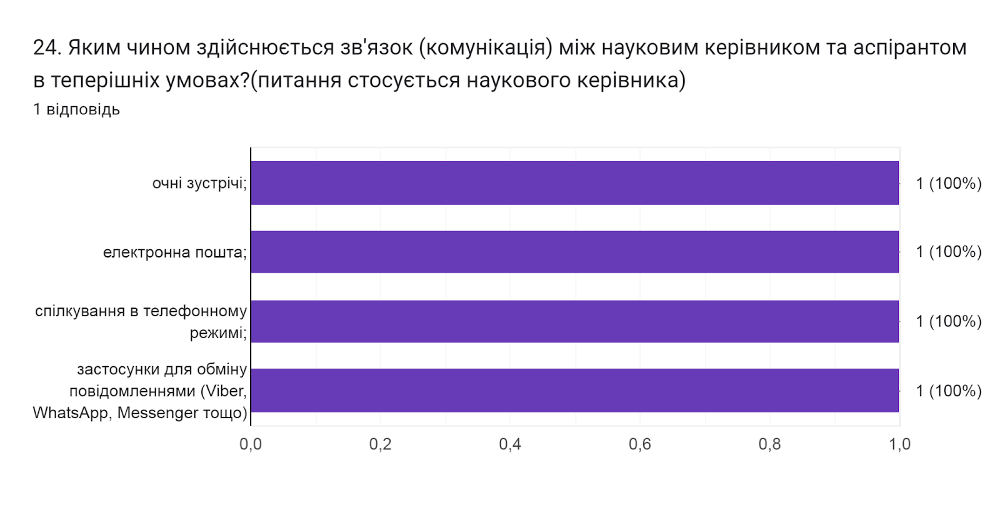 24. Яким чином здійснюється зв'язок (комунікація) між науковим керівником та аспірантом
в теперішніх умовах?(питання стосується наукового керівника)
1 відповідь
очні зустрічі;
1 (100%)
електронна пошта;
1 (100%)
спілкування в телефонному
режимі;
1 (100%)
застосунки для обміну
повідомленнями (Viber,
WhatsApp, Messenger тощо)
1 (100%)
0,0 0,2 0,4 0,6 0,8 1,0